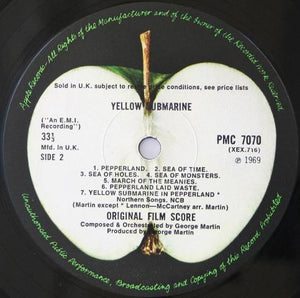 Apple Records · All Rights of the Manufacturer and of the Owner of the Recorded Work Reserved
Sold in U.K. subject to resale price conditions, see price lists
YELLOW SUBMARINE
("An E.M.I.
Recording")
33⅓
Mfd. In U.K.
SIDE 2
PMC 7070
(XEX.716)
℗ 1969
1. PEPPERLAND. 2. SEA OF TIME.
3. SEA OF HOLES. 4. SEA OF MONSTERS.
5. MARCH OF THE MEANIES.
6. PEPPERLAND LAID WASTE.
7. YELLOW SUBMARINE IN PEPPERLAND *
Northern Songs. NCB
(Martin except * Lennon—McCartney arr. Martin)
ORIGINAL FILM SCORE
Composed & Orchestrated by George Martin
Produced by George Martin
Unauthorised Public Performance, Broadcasting and Copying of this Record Prohibited